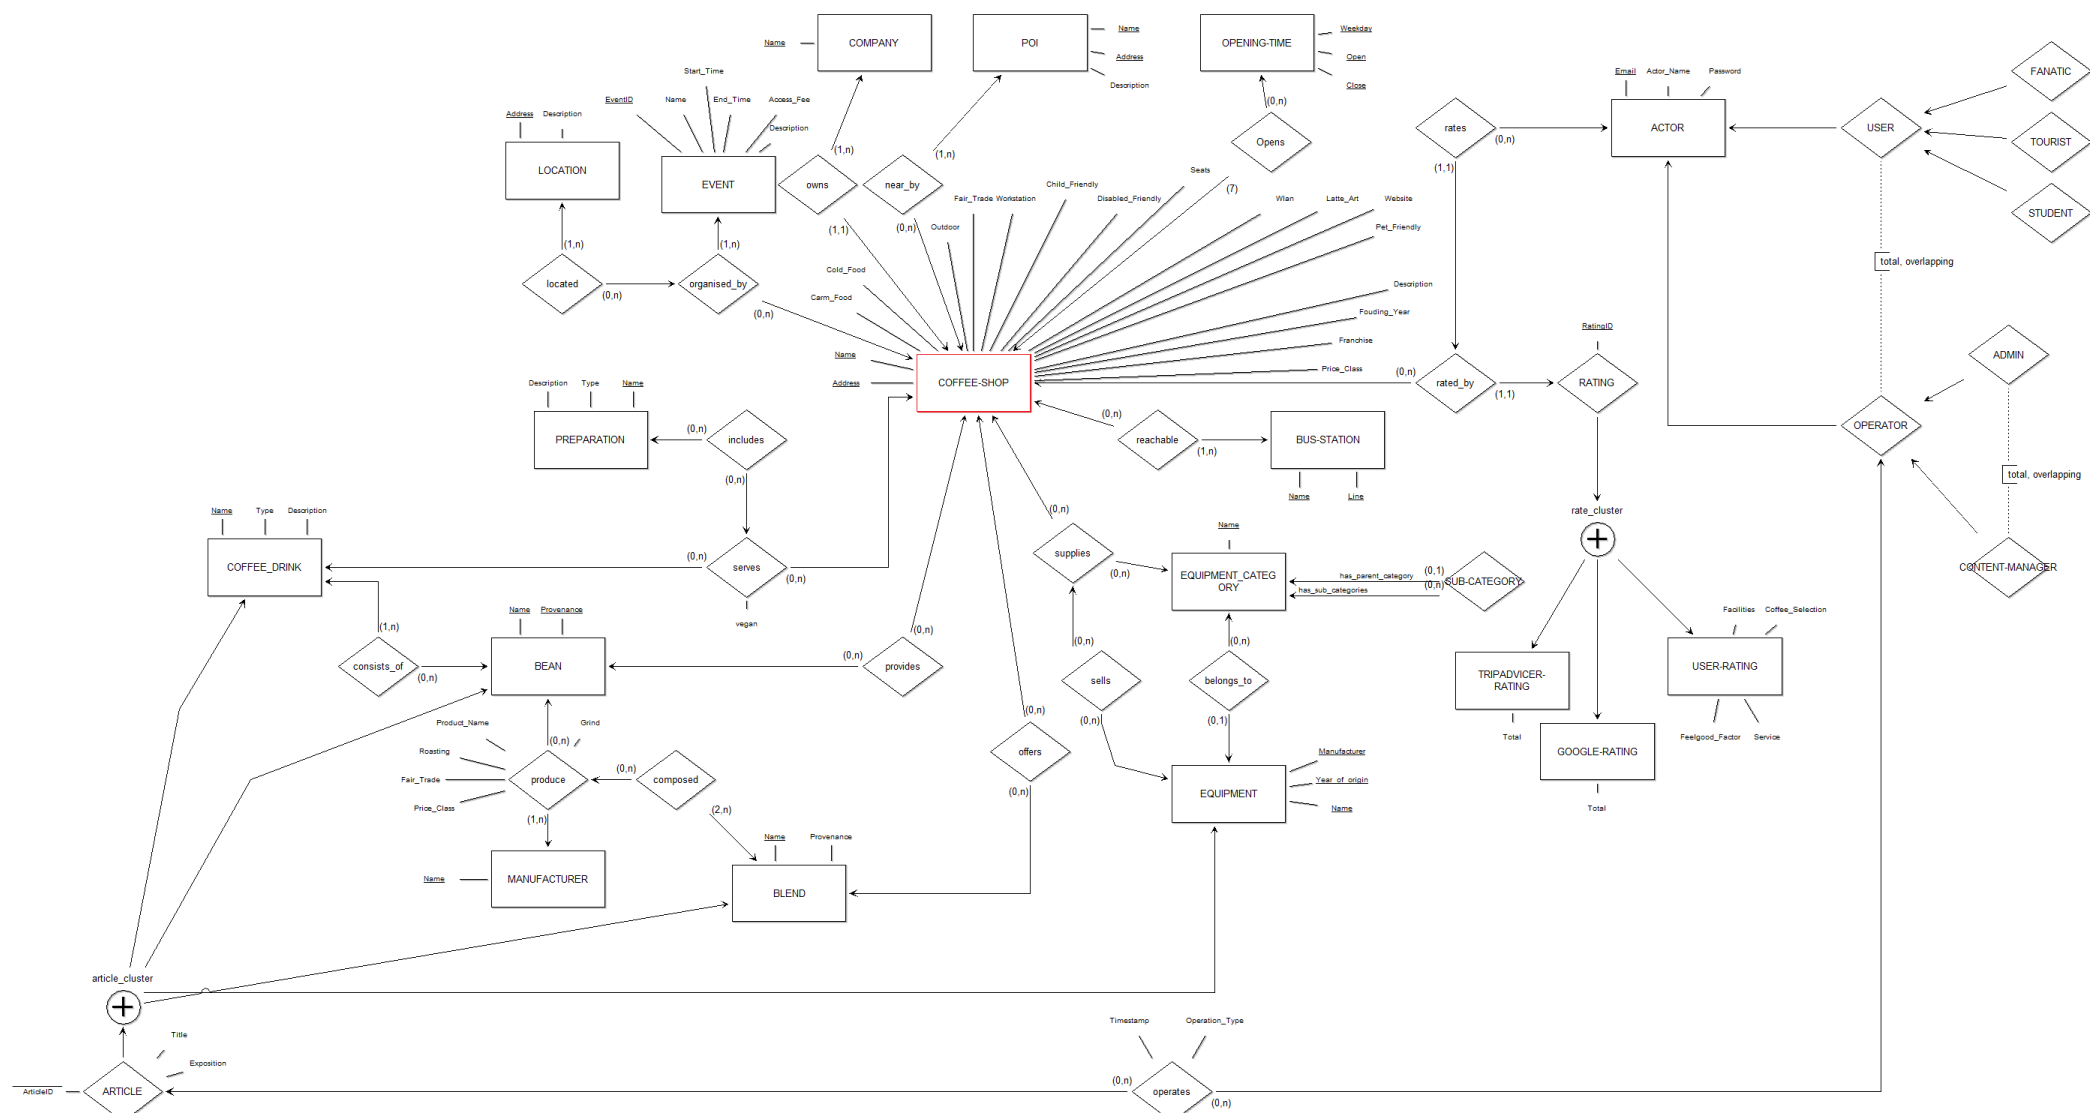 Name
COMPANY
POI
Name
Address
Description
OPENING-TIME
Weekday
Open
Close
Start_Time
EventID
Name
End_Time
Access_Fee
Description
Address
Description
LOCATION
EVENT
(1,n)
(1,n)
(0,n)
Opens
owns
near_by
(7)
Email
Actor_Name
Password
ACTOR
rates
(0,n)
(1,1)
USER
FANATIC
TOURIST
STUDENT
total, overlapping
(1,n)
located
(0,n)
(1,n)
organised_by
(0,n)
(1,1)
(0,n)
Outdoor
Fair_Trade
Workstation
Child_Friendly
Disabled_Friendly
Seats
Wlan
Latte_Art
Website
Pet_Friendly
Cold_Food
Carm_Food
Name
Address
COFFEE-SHOP
Description
Fouding_Year
Franchise
Price_Class
(0,n)
rated_by
(1,1)
RatingID
RATING
ADMIN
OPERATOR
total, overlapping
CONTENT-MANAGER
Description
Type
Name
PREPARATION
(0,n)
includes
(0,n)
(0,n)
reachable
(1,n)
BUS-STATION
Name
Line
rate_cluster
Name
Type
Description
COFFEE_DRINK
(0,n)
serves
(0,n)
vegan
(0,n)
supplies
(0,n)
(0,n)
Name
EQUIPMENT_CATEG
ORY
has_parent_category
has_sub_categories
(0,1)
(0,n)
SUB-CATEGORY
(1,n)
consists_of
(0,n)
Name
Provenance
BEAN
(0,n)
provides
(0,n)
sells
(0,n)
(0,n)
belongs_to
(0,1)
TRIPADVICER-
RATING
Total
GOOGLE-RATING
Total
Facilities
Coffee_Selection
USER-RATING
Feelgood_Factor
Service
Product_Name
Grind
Roasting
Fair_Trade
Price_Class
(0,n)
produce
(1,n)
(0,n)
composed
(2,n)
(0,n)
offers
(0,n)
EQUIPMENT
Manufacturer
Year_of_origin
Name
Name
MANUFACTURER
Name
Provenance
BLEND
article_cluster
Title
Exposition
ArticleID
ARTICLE
Timestamp
Operation_Type
(0,n)
operates
(0,n)